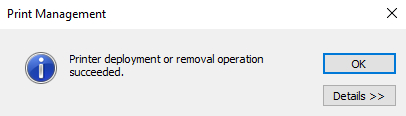 Print Management
Printer deployment or removal operation
succeeded.
OK
Details >>